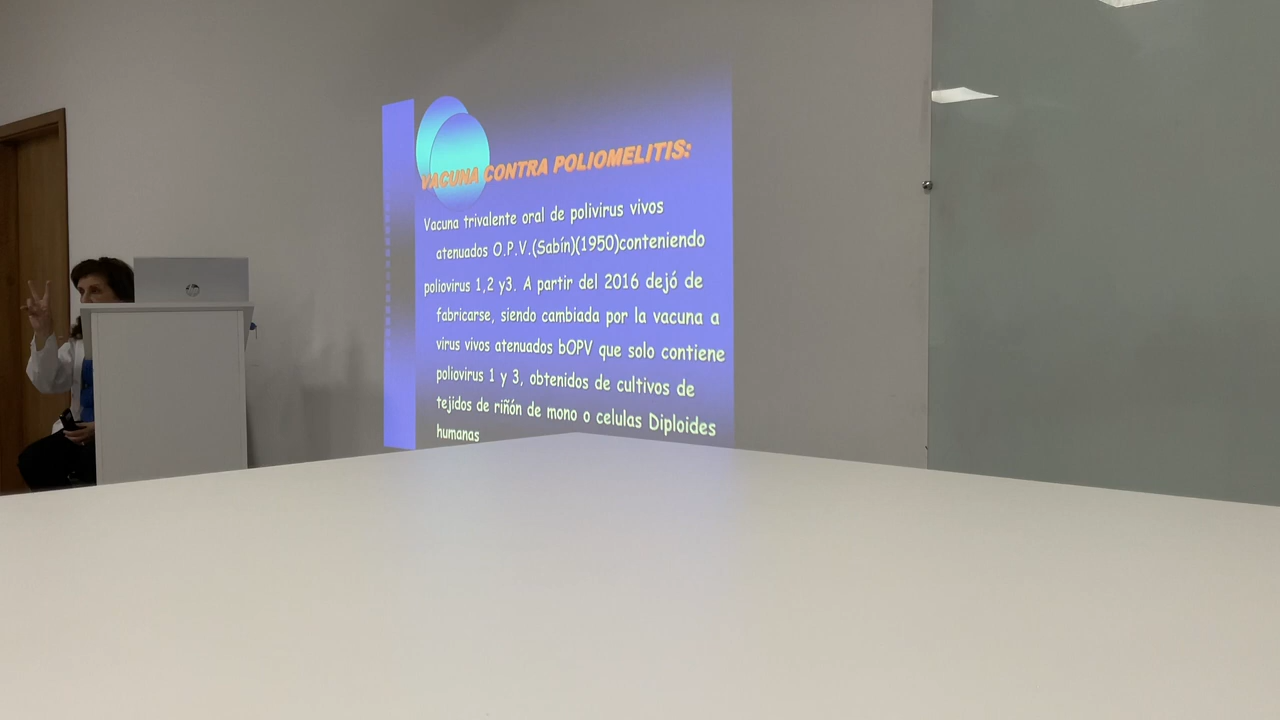 VACUNA CONTRA POLIOMELITIS:
Vacuna trivalente oral de polivirus vivos
atenuados O.P.V.(Sabín)(1950)conteniendo
poliovirus 1,2 y3. A partir del 2016 dejó de
fabricarse, siendo cambiada por la vacuna a
virus vivos atenuados bOPV que solo contiene
poliovirus 1 y 3, obtenidos de cultivos de
tejidos de riñón de mono o celulas Diploides
humanas